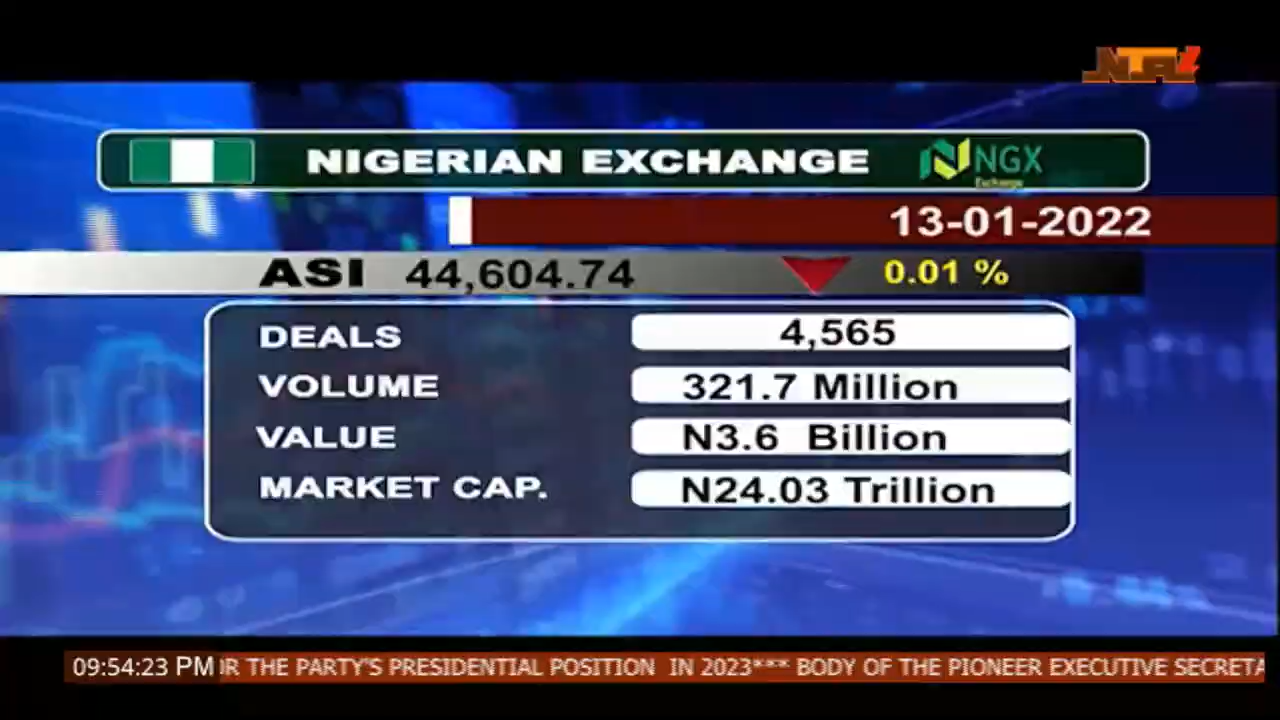 NTA
NIGERIAN EXCHANGE
NGX
Exchange
13-01-2022
ASI 44,604.74 0.01 %
DEALS 4,565
VOLUME 321.7 Million
VALUE N3.6 Billion
MARKET CAP. N24.03 Trillion
09:54:23 PM THE PARTY'S PRESIDENTIAL POSITION IN 2023*** BODY OF THE PIONEER EXECUTIVE